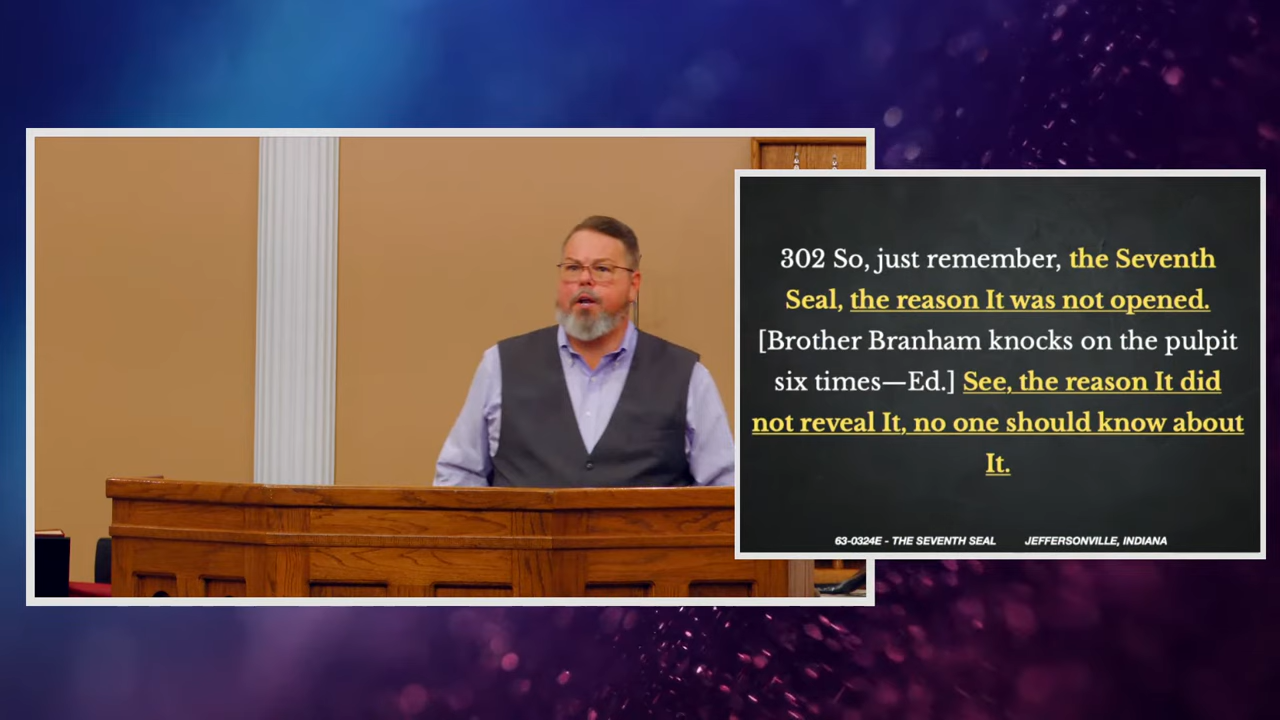 302 So, just remember, the Seventh
Seal, the reason It was not opened.
[Brother Branham knocks on the pulpit
six times—Ed.] See, the reason It did
not reveal It, no one should know about
It.
63-0324E - THE SEVENTH SEAL JEFFERSONVILLE, INDIANA